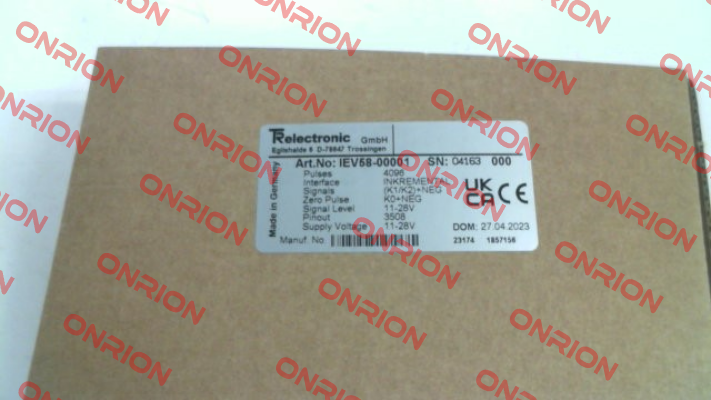 TRelectronic GmbH
Eglishalde 6 D-78647 Trossingen
Made in Germany
Art.No: IEV58-00001 SN: 04163 000
Pulses 4096
Interface INKREMENTAL
Signals (K1/K2)+NEG
Zero Pulse K0+NEG
Signal Level 11-28V
Pinout 3508
Supply Voltage 11-28V
UK
CA CE
DOM: 27.04.2023
Manuf. No. 23174 1857156
ONRION